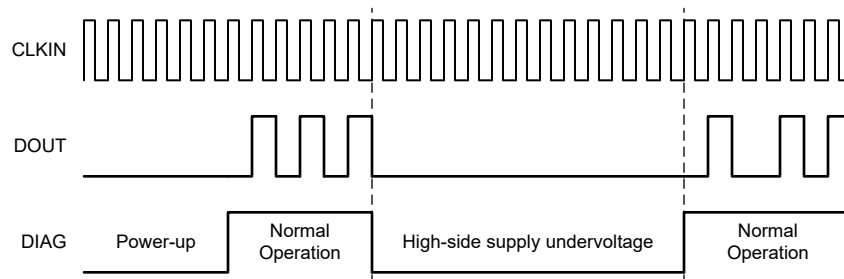 CLKIN
DOUT
DIAG
Power-up
Normal
Operation
High-side supply undervoltage
Normal
Operation